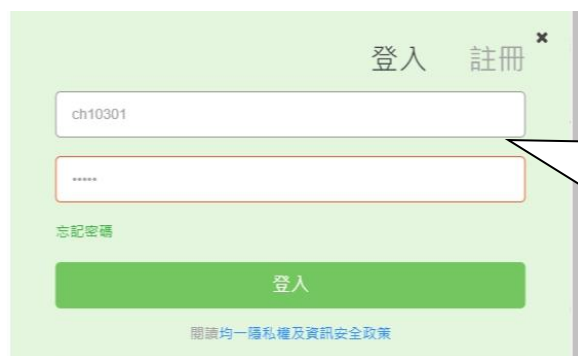 登入 註冊 ✖
ch10301
•••••
忘記密碼
登入
閱讀均一隱私權及資訊安全政策